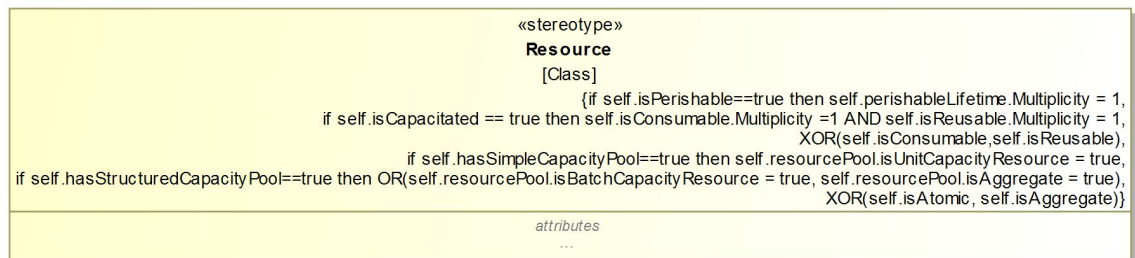 «stereotype»
Resource
[Class]
{if self.isPerishable==true then self.perishableLifetime.Multiplicity = 1,
if self.isCapacitated == true then self.isConsumable.Multiplicity =1 AND self.isReusable.Multiplicity = 1,
XOR(self.isConsumable,self.isReusable),
if self.hasSimpleCapacityPool==true then self.resourcePool.isUnitCapacityResource = true,
if self.hasStructuredCapacityPool==true then OR(self.resourcePool.isBatchCapacityResource = true, self.resourcePool.isAggregate = true),
XOR(self.isAtomic, self.isAggregate)}
attributes
...